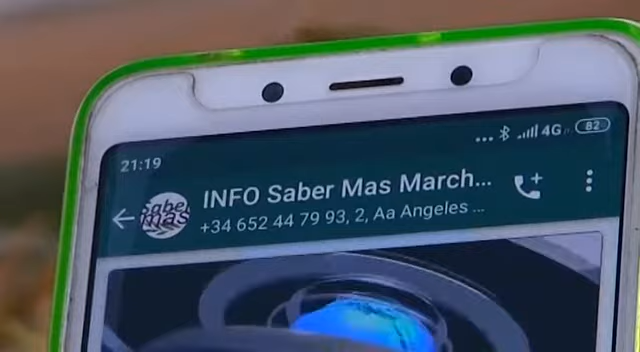 21:19
4G 82
INFO Saber Mas March...
+34 652 44 79 93, 2, Aa Angeles ...
Saber
mas